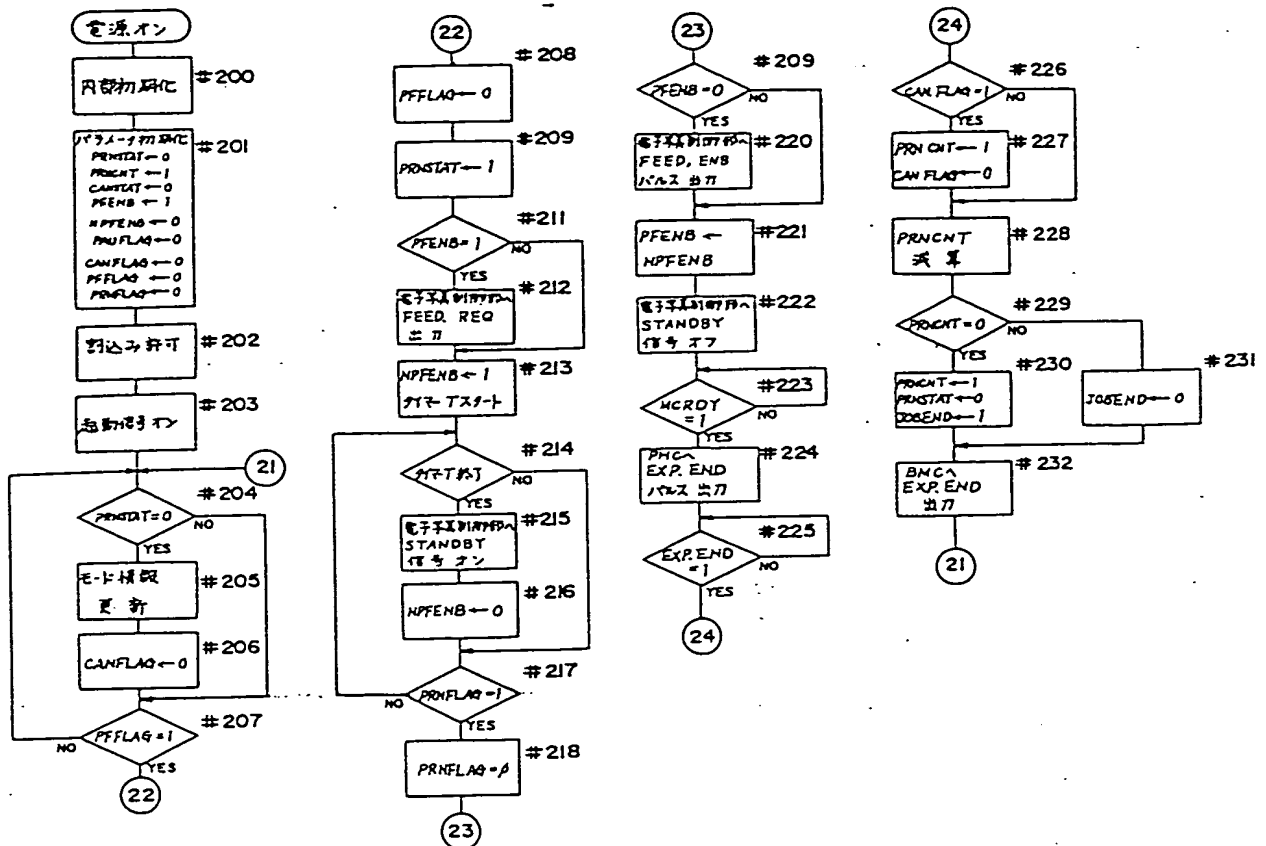 電源オン
内部初期化
#200
パラメータ初期化
#201
PRNSTAT←0
PRNCNT←1
CANSTAT←0
PFENB←1
NPFENB←0
PAUFLAG←0
CANFLAG←0
PFFLAG←0
PRNFLAG←0
割込み許可
#202
起動信号オン
#203
21
#204
PRNSTAT=0
NO
YES
モード情報
更新
#205
CANFLAG←0
#206
#207
PFFLAG=1
NO
YES
22
22
#208
PFFLAG←0
#209
PRNSTAT←1
#211
PFENB=1
NO
YES
#212
電子写真制御部へ
FEED. REQ
出力
#213
NPFENB←1
タイマーTスタート
#214
タイマT終了
NO
YES
#215
電子写真制御部へ
STANDBY
信号オン
#216
NPFENB←0
#217
PRNFLAG=1
NO
YES
#218
PRNFLAG=0
23
23
#209
PFENB=0
NO
YES
#220
電子写真制御部へ
FEED. ENB
パルス出力
#221
PFENB←
NPFENB
#222
電子写真制御部へ
STANDBY
信号オフ
#223
MCRDY
=1
NO
YES
#224
PMCへ
EXP. END
パルス出力
#225
EXP.END
=1
NO
YES
24
24
#226
CANFLAG=1
NO
YES
#227
PRNCNT←1
CANFLAG←0
#228
PRNCNT
減算
#229
PRNCNT=0
NO
YES
#230
PRNCNT←1
PRNSTAT←0
JOBEND←1
#231
JOBEND←0
#232
BMCへ
EXP.END
出力
21